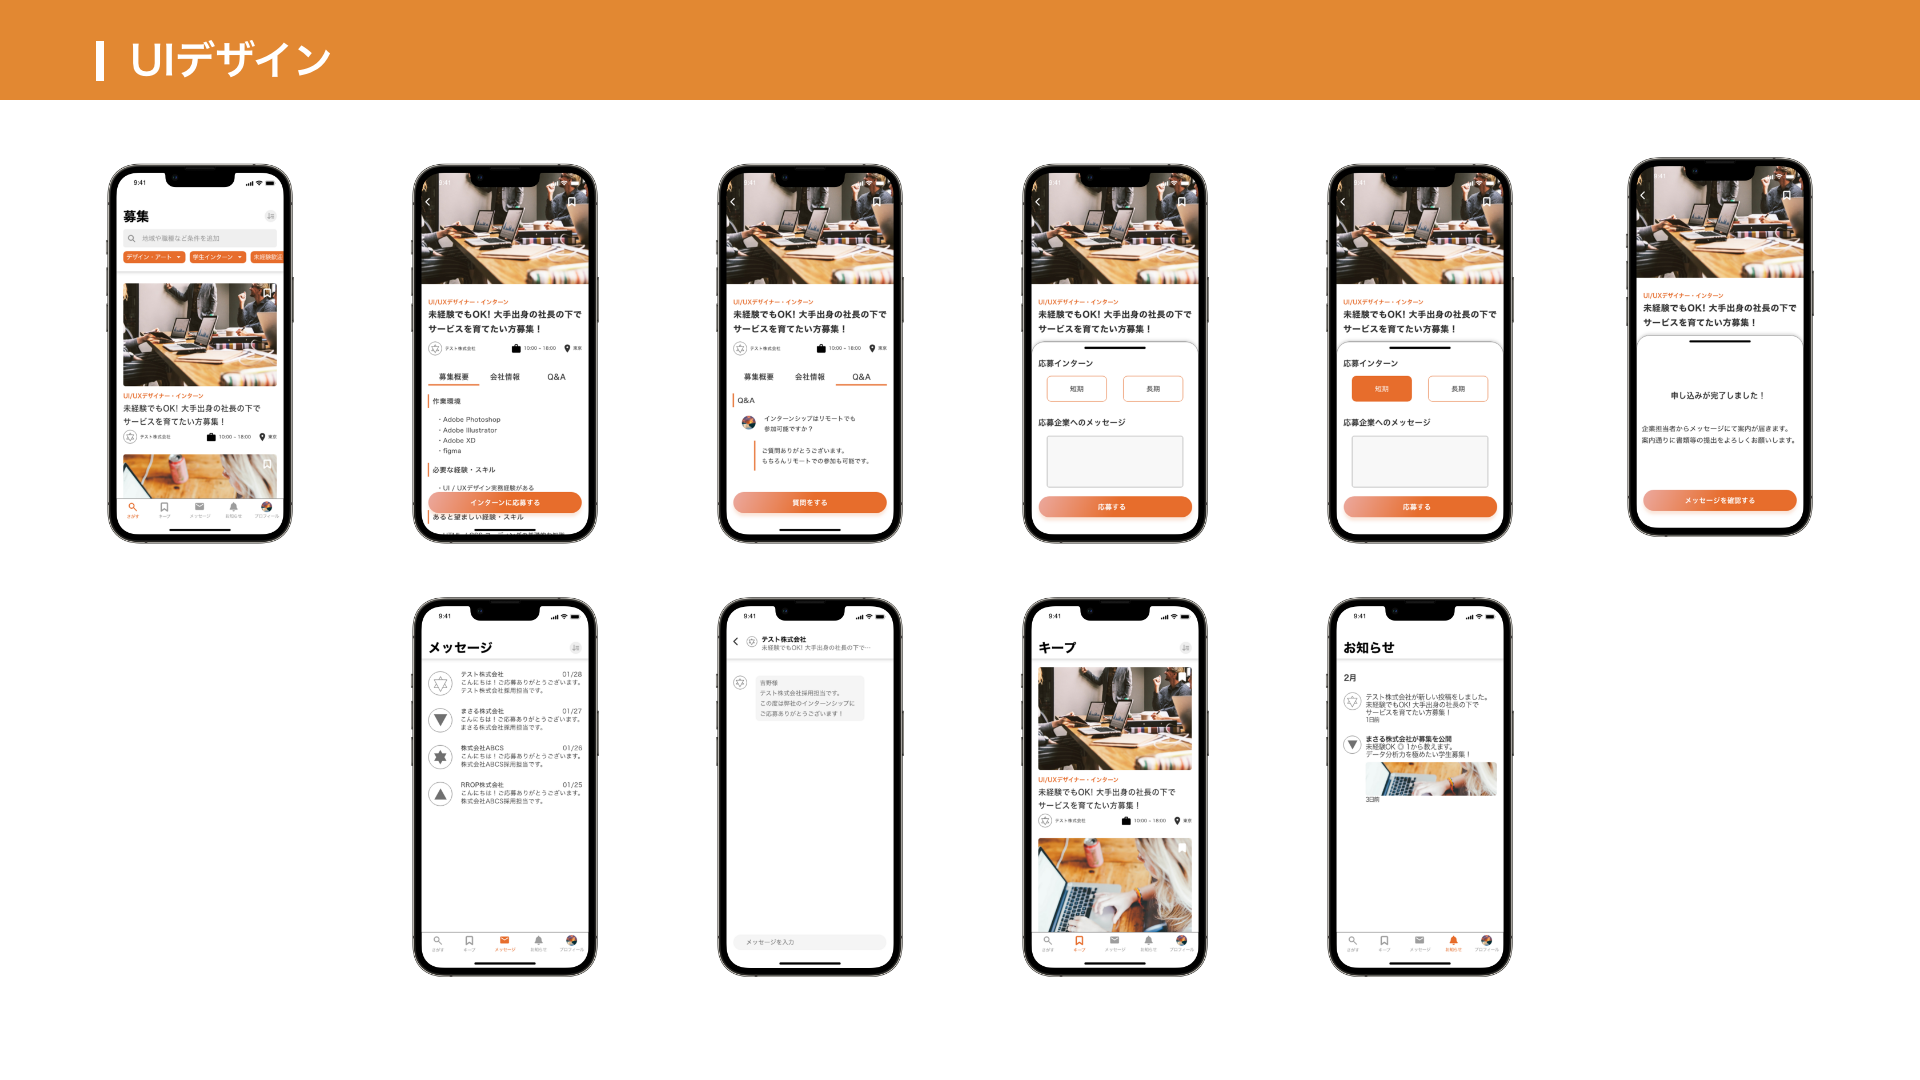 UIデザイン
9:41
募集
地域や職種など条件を追加
デザイン・アート
学生インターン
未経験歓迎
UI/UXデザイナー・インターン
未経験でもOK! 大手出身の社長の下で
サービスを育てたい方募集！
テスト株式会社
10:00 ~ 18:00
東京
さがす
キープ
メッセージ
お知らせ
プロフィール
9:41
UI/UXデザイナー・インターン
未経験でもOK! 大手出身の社長の下で
サービスを育てたい方募集！
テスト株式会社
10:00 ~ 18:00
東京
募集概要
会社情報
Q&A
作業環境
・Adobe Photoshop
・Adobe Illustrator
・Adobe XD
・figma
必要な経験・スキル
・UI / UXデザイン実務経験がある
インターンに応募する
あると望ましい経験・スキル
9:41
UI/UXデザイナー・インターン
未経験でもOK! 大手出身の社長の下で
サービスを育てたい方募集！
テスト株式会社
10:00 ~ 18:00
東京
募集概要
会社情報
Q&A
Q&A
インターンシップはリモートでも
参加可能ですか？
ご質問ありがとうございます。
もちろんリモートでの参加も可能です。
質問をする
9:41
UI/UXデザイナー・インターン
未経験でもOK! 大手出身の社長の下で
サービスを育てたい方募集！
応募インターン
短期
長期
応募企業へのメッセージ
応募する
9:41
UI/UXデザイナー・インターン
未経験でもOK! 大手出身の社長の下で
サービスを育てたい方募集！
応募インターン
短期
長期
応募企業へのメッセージ
応募する
9:41
UI/UXデザイナー・インターン
未経験でもOK! 大手出身の社長の下で
サービスを育てたい方募集！
申し込みが完了しました！
企業担当者からメッセージにて案内が届きます。
案内通りに書類等の提出をよろしくお願いします。
メッセージを確認する
9:41
メッセージ
テスト株式会社 01/28
こんにちは！ご応募ありがとうございます。
テスト株式会社採用担当です。
まさる株式会社 01/27
こんにちは！ご応募ありがとうございます。
まさる株式会社採用担当です。
株式会社ABCS 01/26
こんにちは！ご応募ありがとうございます。
株式会社ABCS採用担当です。
RROP株式会社 01/25
こんにちは！ご応募ありがとうございます。
株式会社ABCS採用担当です。
さがす
キープ
メッセージ
お知らせ
プロフィール
9:41
テスト株式会社
未経験でもOK! 大手出身の社長の下で…
吉野様
テスト株式会社採用担当です。
この度は弊社のインターンシップに
ご応募ありがとうございます！
メッセージを入力
9:41
キープ
UI/UXデザイナー・インターン
未経験でもOK! 大手出身の社長の下で
サービスを育てたい方募集！
テスト株式会社
10:00 ~ 18:00
東京
さがす
キープ
メッセージ
お知らせ
プロフィール
9:41
お知らせ
2月
テスト株式会社が新しい投稿をしました。
未経験でもOK! 大手出身の社長の下で
サービスを育てたい方募集！
1日前
まさる株式会社が募集を公開
未経験OK ◎ 1から教えます。
データ分析力を極めたい学生募集！
3日前
さがす
キープ
メッセージ
お知らせ
プロフィール